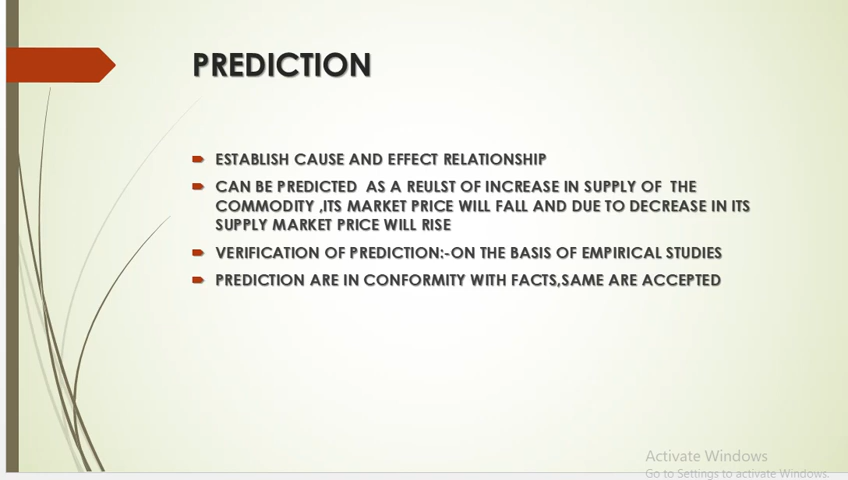 PREDICTION
ESTABLISH CAUSE AND EFFECT RELATIONSHIP
CAN BE PREDICTED AS A REULST OF INCREASE IN SUPPLY OF THE
COMMODITY ,ITS MARKET PRICE WILL FALL AND DUE TO DECREASE IN ITS
SUPPLY MARKET PRICE WILL RISE
VERIFICATION OF PREDICTION:-ON THE BASIS OF EMPIRICAL STUDIES
PREDICTION ARE IN CONFORMITY WITH FACTS,SAME ARE ACCEPTED
Activate Windows
Go to Settings to activate Windows.